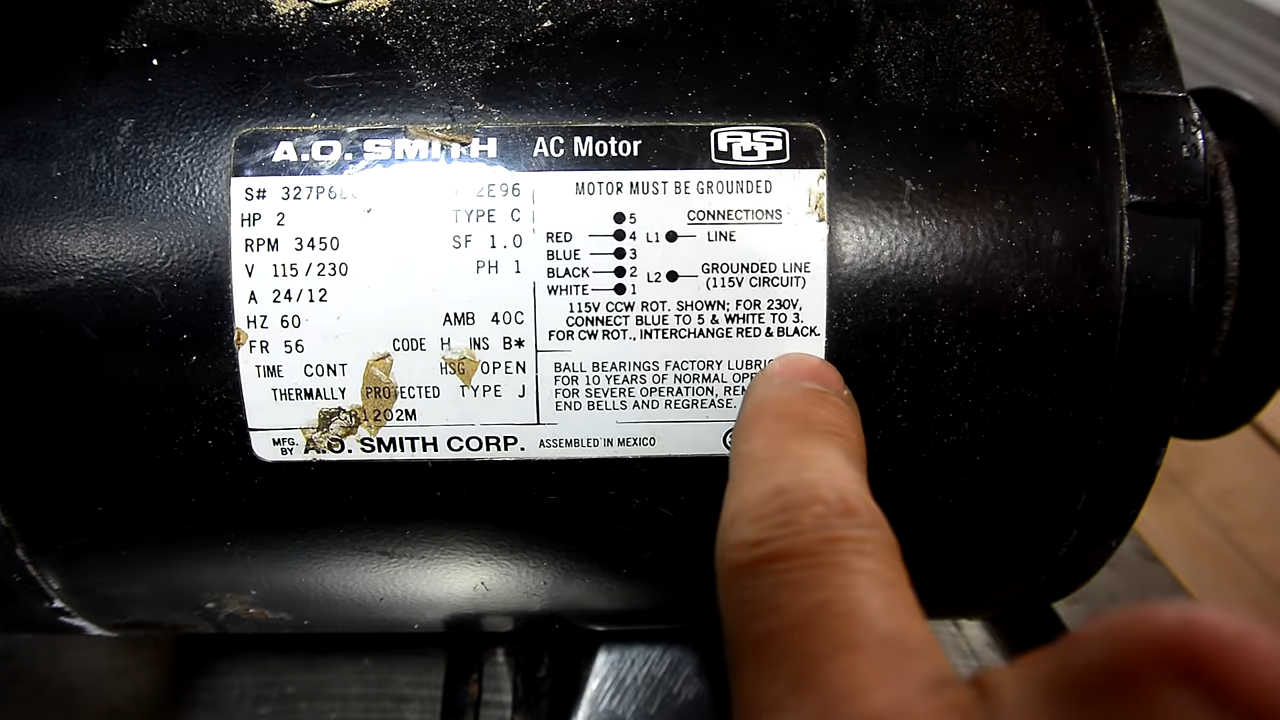 A.O. SMITH AC Motor AOS
S# 327P6 2E96
HP 2 TYPE C
RPM 3450 SF 1.0
V 115/230 PH 1
A 24/12
HZ 60 AMB 40C
FR 56 CODE H INS B*
TIME CONT HSG OPEN
THERMALLY PROTECTED TYPE J
1202M
MOTOR MUST BE GROUNDED
CONNECTIONS
5
RED 4 L1 LINE
BLUE 3
BLACK 2 L2 GROUNDED LINE
(115V CIRCUIT)
WHITE 1
115V CCW ROT. SHOWN; FOR 230V,
CONNECT BLUE TO 5 & WHITE TO 3.
FOR CW ROT., INTERCHANGE RED & BLACK.
BALL BEARINGS FACTORY
FOR 10 YEARS OF NORMAL
FOR SEVERE OPERATION,
END BELLS AND REGREASE.
MFG. BY A.O. SMITH CORP. ASSEMBLED IN MEXICO